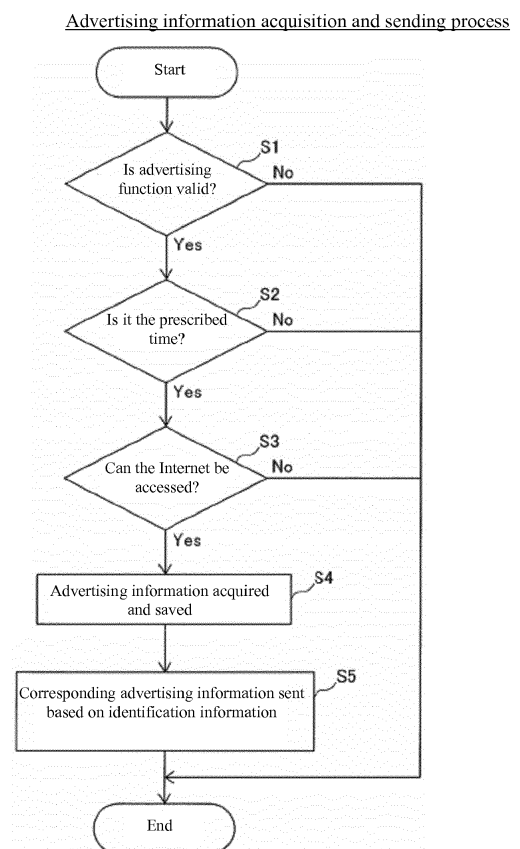 Advertising information acquisition and sending process
Start
S1
Is advertising
function valid?
No
Yes
S2
Is it the prescribed
time?
No
Yes
S3
Can the Internet be
accessed?
No
Yes
S4
Advertising information acquired
and saved
S5
Corresponding advertising information sent
based on identification information
End